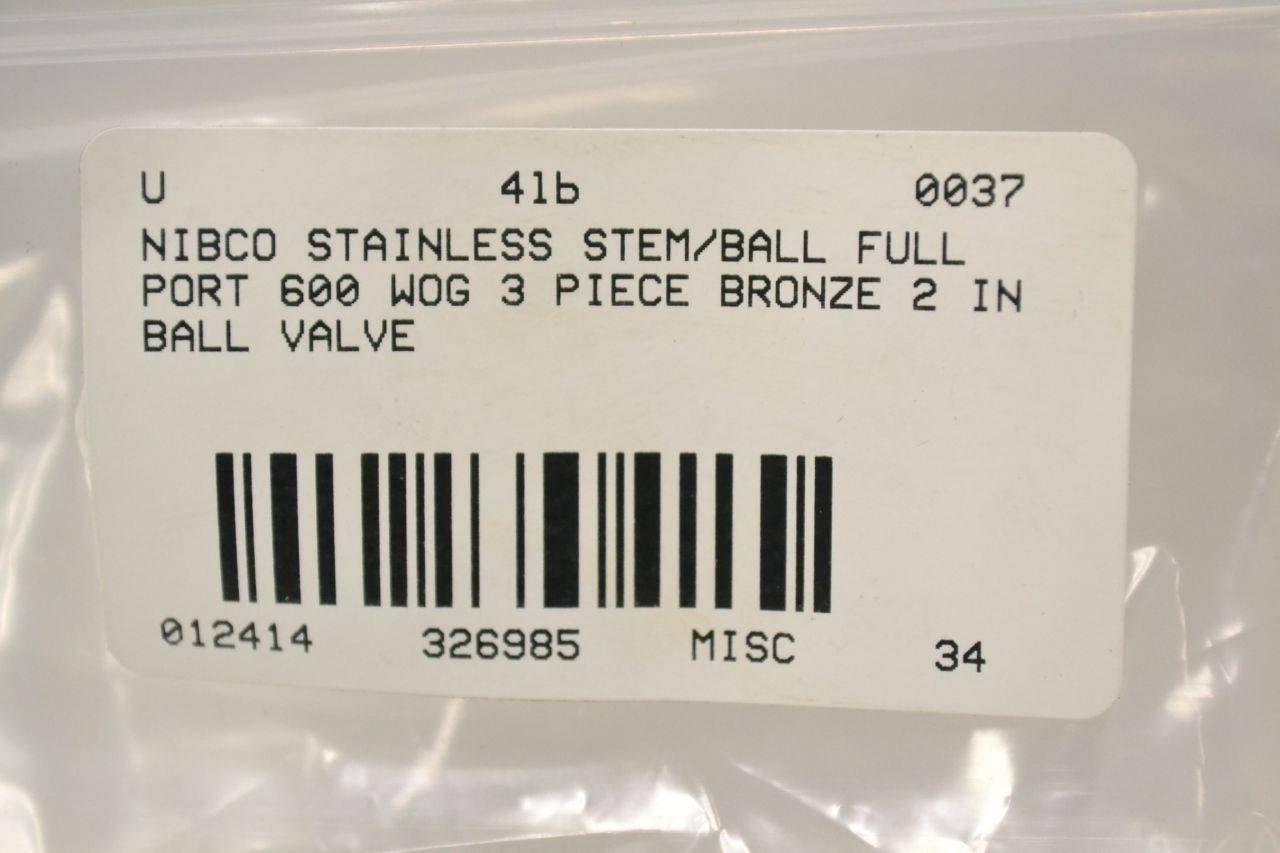 U 4lb 0037
NIBCO STAINLESS STEM/BALL FULL
PORT 600 WOG 3 PIECE BRONZE 2 IN
BALL VALVE
012414 326985 MISC 34